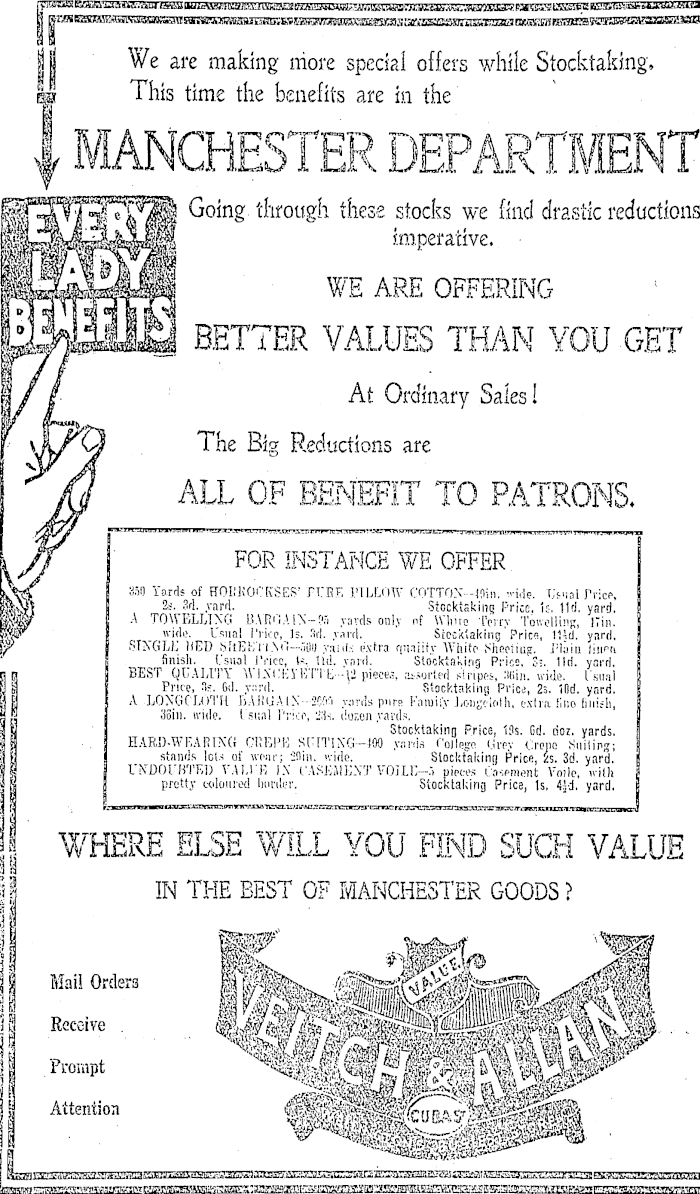 We are making more special offers while Stocktaking.
This time the benefits are in the
MANCHESTER DEPARTMENT
EVERY
LADY
BENEFITS
Going through these stocks we find drastic reductions
imperative.
WE ARE OFFERING
BETTER VALUES THAN YOU GET
At Ordinary Sales!
The Big Reductions are
ALL OF BENEFIT TO PATRONS.
FOR INSTANCE WE OFFER
350 Yards of HORROCKSES' PURE PILLOW COTTON—40in. wide. Usual Price,
2s. 3d. yard. Stocktaking Price, 1s. 11d. yard.
A TOWELLING BARGAIN—95 yards only of White Terry Towelling, 17in.
wide. Usual Price, 1s. 3d. yard. Stocktaking Price, 11½d. yard.
SINGLE BED SHEETING—500 yards extra quality White Sheeting. Plain linen
finish. Usual Price, 4s. 11d. yard. Stocktaking Price, 3s. 11d. yard.
BEST QUALITY WINCEYETTE—12 pieces, assorted stripes, 36in. wide. Usual
Price, 3s. 6d. yard. Stocktaking Price, 2s. 10d. yard.
A LONGCLOTH BARGAIN— yards pure Family Longcloth, extra fine finish,
36in. wide. Usual Price, 23s. dozen yards.
Stocktaking Price, 19s. 6d. doz. yards.
HARD-WEARING CREPE SUITING—400 yards College Grey Crepe Suiting;
stands lots of wear; 29in. wide. Stocktaking Price, 2s. 3d. yard.
UNDOUBTED VALUE IN CASEMENT VOILE—5 pieces Casement Voile, with
pretty coloured border. Stocktaking Price, 1s. 4½d. yard.
WHERE ELSE WILL YOU FIND SUCH VALUE
IN THE BEST OF MANCHESTER GOODS?
Mail Orders
Receive
Prompt
Attention
VALUE
VEITCH & ALLAN
CUBAST